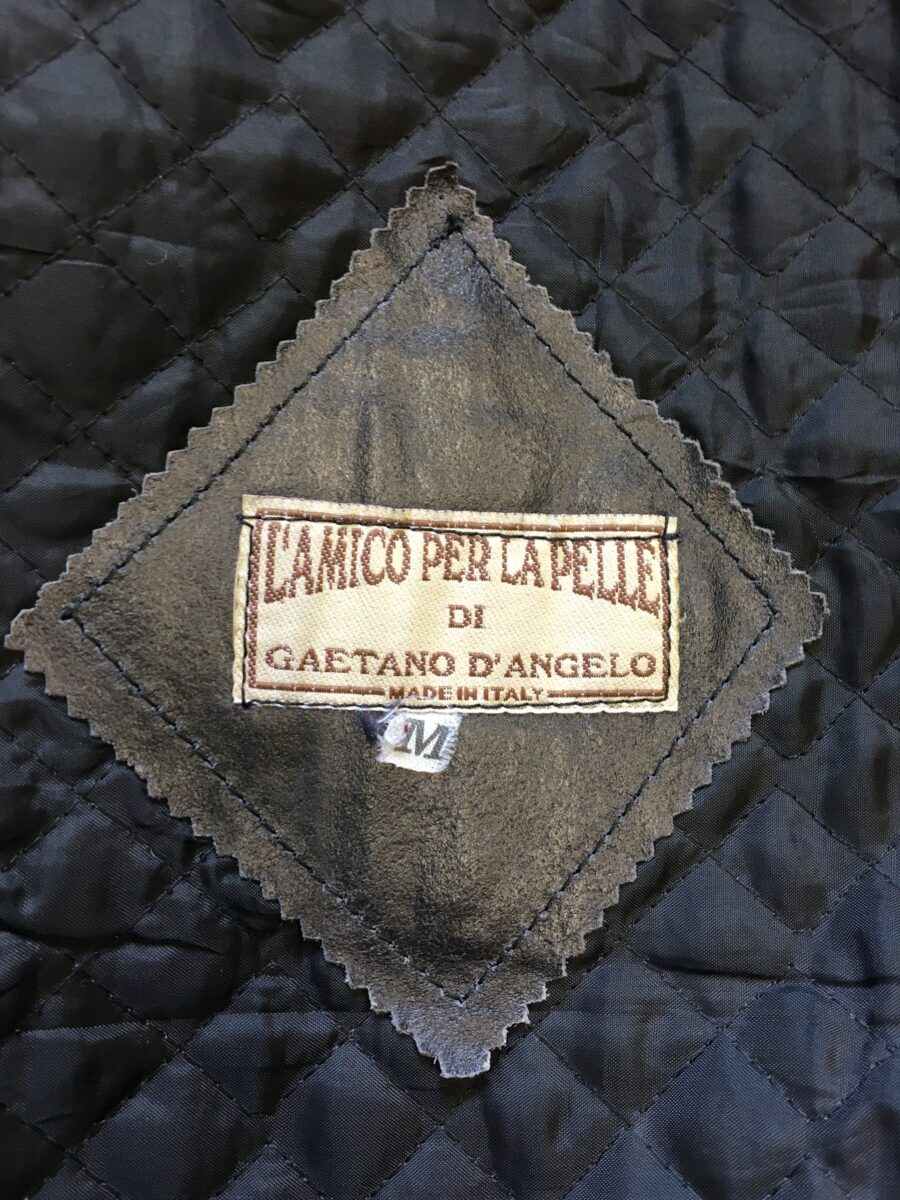 L'AMICO PER LA PELLE
DI
GAETANO D'ANGELO
MADE IN ITALY
M